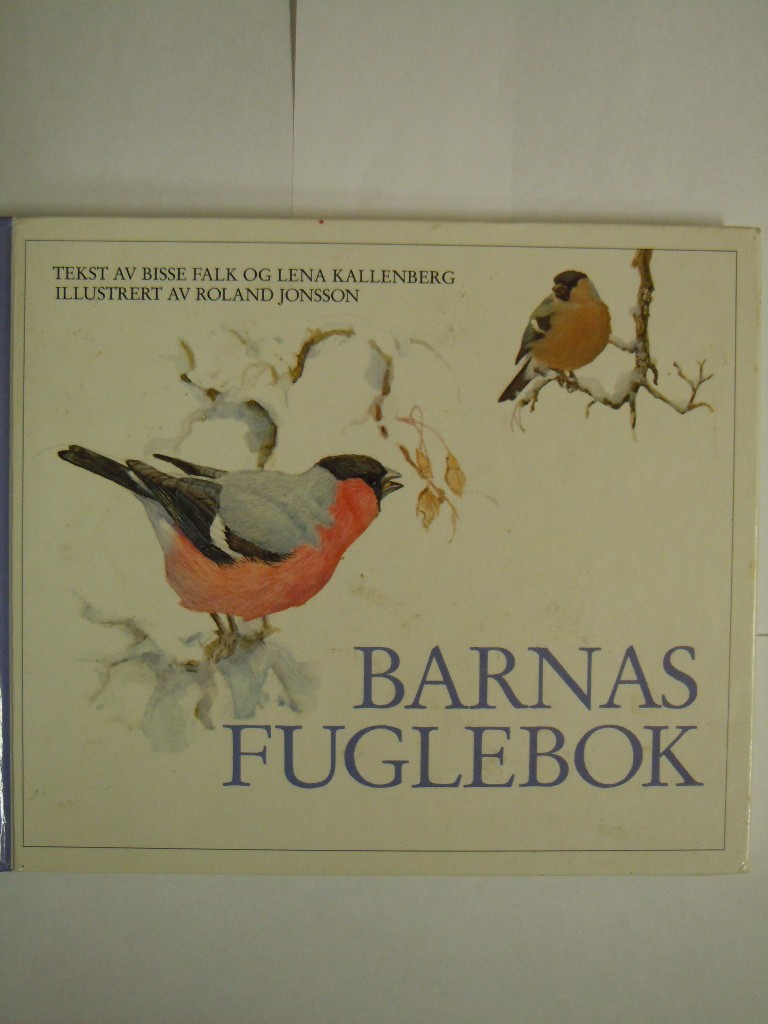 TEKST AV BISSE FALK OG LENA KALLENBERG
ILLUSTRERT AV ROLAND JONSSON
BARNAS
FUGLEBOK